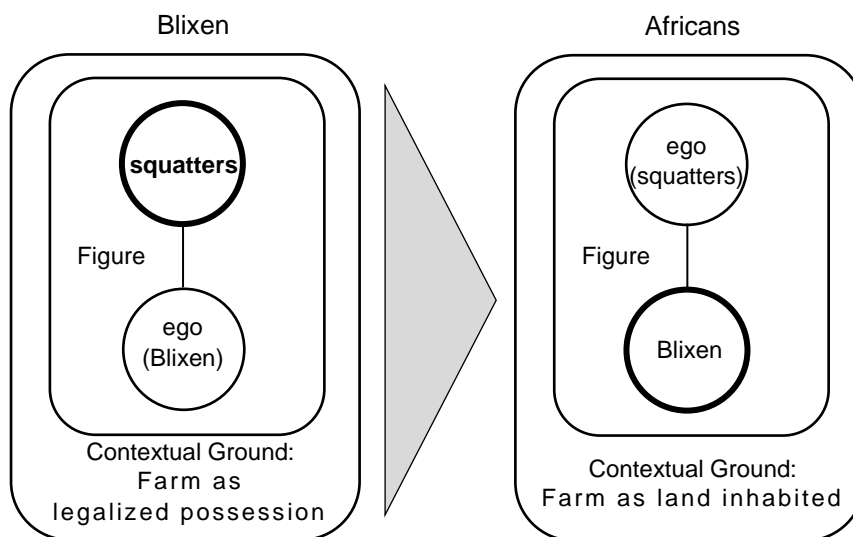 Blixen
squatters
Figure
ego
(Blixen)
Contextual Ground:
Farm as
legalized possession
Africans
ego
(squatters)
Figure
Blixen
Contextual Ground:
Farm as land inhabited